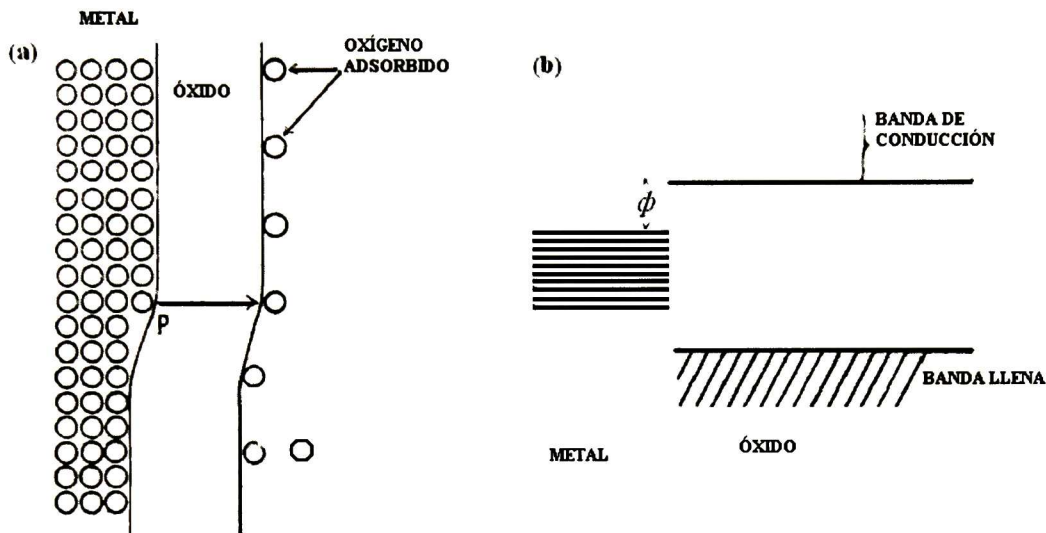 METAL
(a)
OXÍGENO
ADSORBIDO
ÓXIDO
P
(b)
BANDA DE
CONDUCCIÓN
ϕ
BANDA LLENA
METAL
ÓXIDO